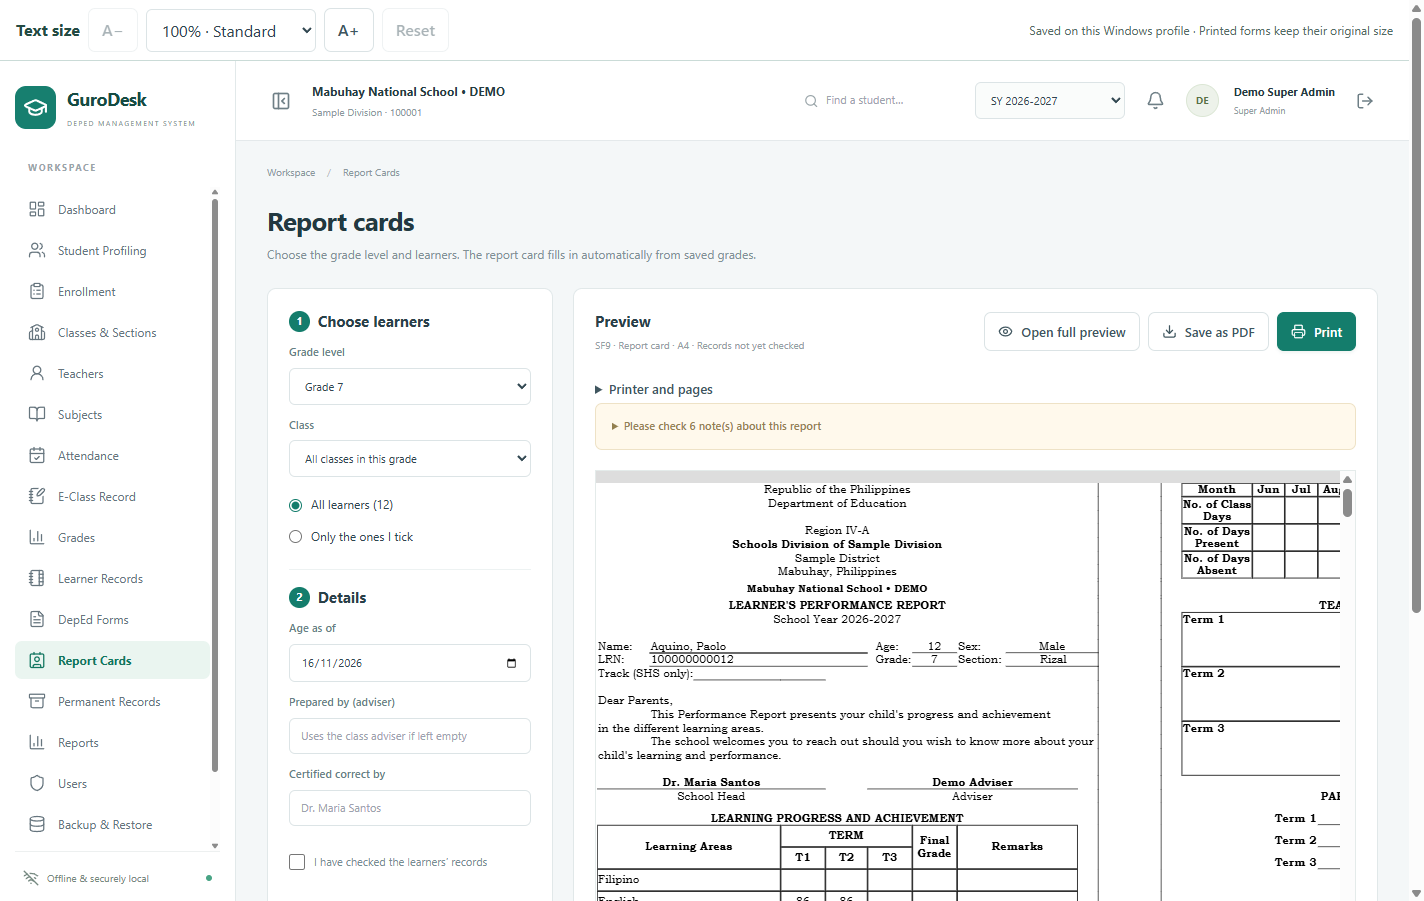 Text size
A−
100% · Standard
A+
Reset
Saved on this Windows profile · Printed forms keep their original size
GuroDesk
DEPED MANAGEMENT SYSTEM
WORKSPACE
Dashboard
Student Profiling
Enrollment
Classes & Sections
Teachers
Subjects
Attendance
E-Class Record
Grades
Learner Records
DepEd Forms
Report Cards
Permanent Records
Reports
Users
Backup & Restore
Offline & securely local
Mabuhay National School • DEMO
Sample Division · 100001
Find a student...
SY 2026-2027
DE
Demo Super Admin
Super Admin
Workspace / Report Cards
Report cards
Choose the grade level and learners. The report card fills in automatically from saved grades.
1 Choose learners
Grade level
Grade 7
Class
All classes in this grade
All learners (12)
Only the ones I tick
2 Details
Age as of
16/11/2026
Prepared by (adviser)
Uses the class adviser if left empty
Certified correct by
Dr. Maria Santos
I have checked the learners' records
Preview
SF9 · Report card · A4 · Records not yet checked
Open full preview
Save as PDF
Print
Printer and pages
Please check 6 note(s) about this report
Republic of the Philippines
Department of Education
Region IV-A
Schools Division of Sample Division
Sample District
Mabuhay, Philippines
Mabuhay National School • DEMO
LEARNER'S PERFORMANCE REPORT
School Year 2026-2027
Name: Aquino, Paolo Age: 12 Sex: Male
LRN: 100000000012 Grade: 7 Section: Rizal
Track (SHS only):
Dear Parents,
This Performance Report presents your child's progress and achievement
in the different learning areas.
The school welcomes you to reach out should you wish to know more about your
child's learning and performance.
Dr. Maria Santos Demo Adviser
School Head Adviser
LEARNING PROGRESS AND ACHIEVEMENT
Learning Areas TERM Final Grade Remarks
T1 T2 T3
Filipino
English 86 86
Month Jun Jul Aug
No. of Class Days
No. of Days Present
No. of Days Absent
TEA
Term 1
Term 2
Term 3
PAR
Term 1
Term 2
Term 3